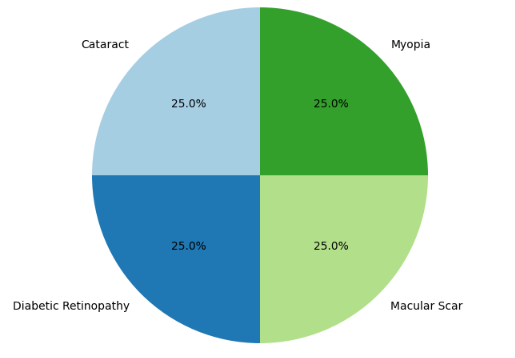 Cataract
Myopia
25.0%
25.0%
25.0%
25.0%
Diabetic Retinopathy
Macular Scar